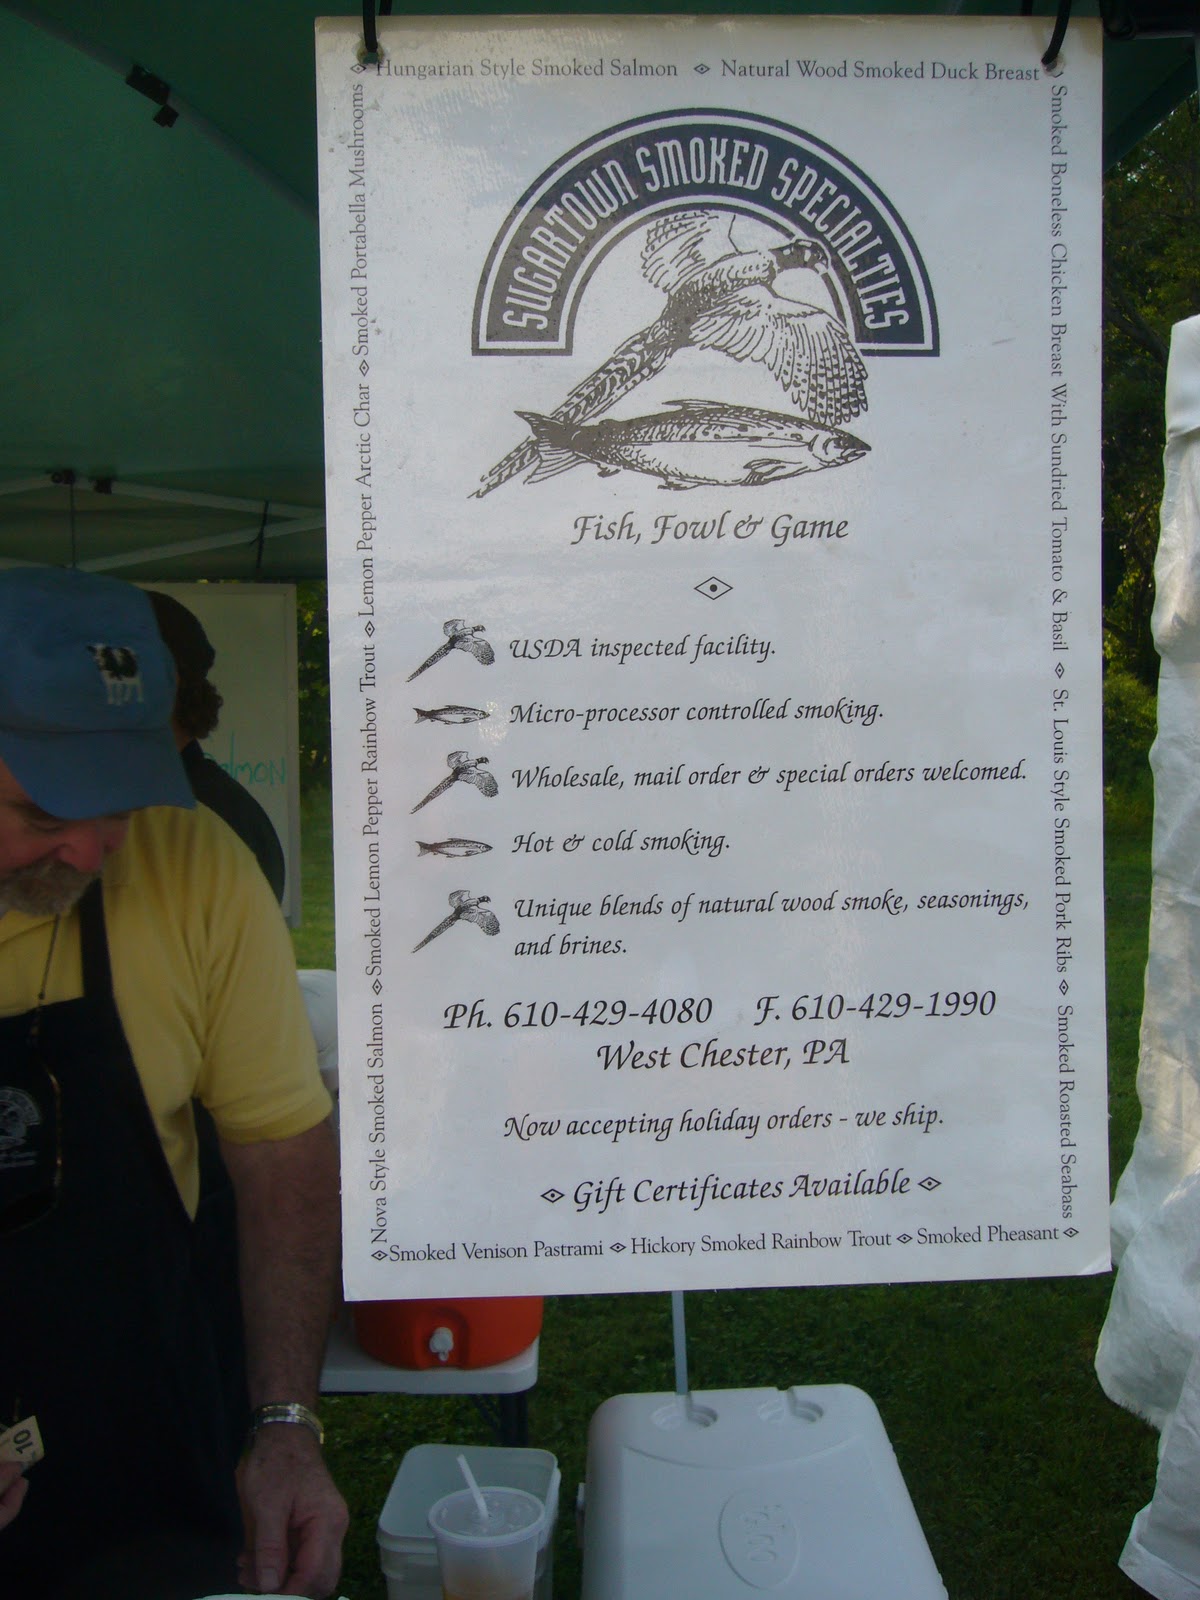 ◈ Hungarian Style Smoked Salmon ◈ Natural Wood Smoked Duck Breast
SUGARTOWN SMOKED SPECIALTIES
Fish, Fowl & Game
USDA inspected facility.
Micro-processor controlled smoking.
Wholesale, mail order & special orders welcomed.
Hot & cold smoking.
Unique blends of natural wood smoke, seasonings,
and brines.
Ph. 610-429-4080 F. 610-429-1990
West Chester, PA
Now accepting holiday orders - we ship.
◈ Gift Certificates Available ◈
◈ Smoked Venison Pastrami ◈ Hickory Smoked Rainbow Trout ◈ Smoked Pheasant ◈
Nova Style Smoked Salmon ◈ Smoked Lemon Pepper Rainbow Trout ◈ Lemon Pepper Arctic Char ◈ Smoked Portabella Mushrooms
Smoked Boneless Chicken Breast With Sundried Tomato & Basil ◈ St. Louis Style Smoked Pork Ribs ◈ Smoked Roasted Seabass
10